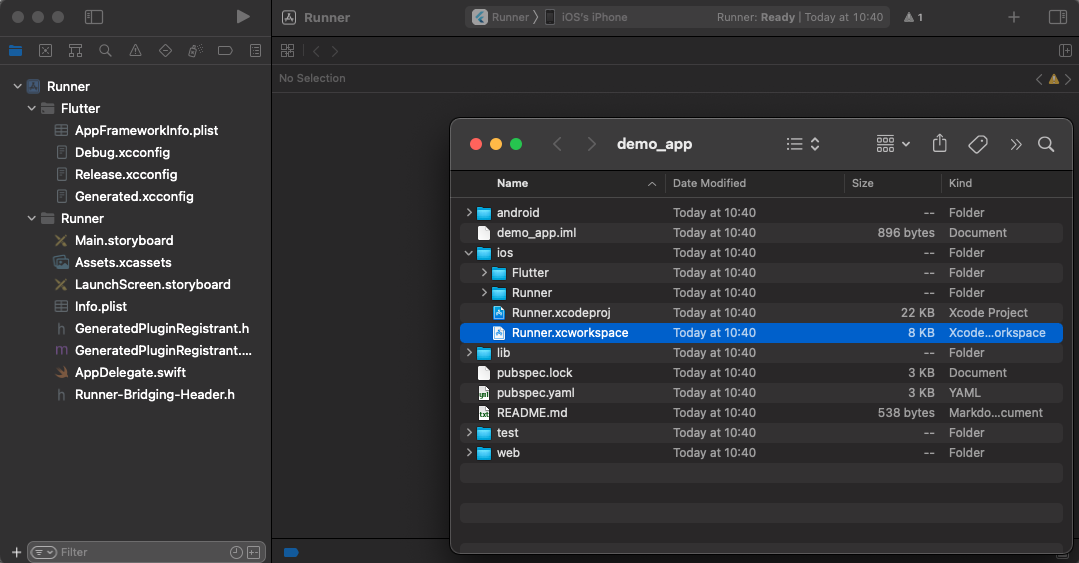 Runner
Runner
iOS's iPhone
Runner: Ready | Today at 10:40
1
No Selection
Runner
Flutter
AppFrameworkInfo.plist
Debug.xcconfig
Release.xcconfig
Generated.xcconfig
Runner
Main.storyboard
Assets.xcassets
LaunchScreen.storyboard
Info.plist
h GeneratedPluginRegistrant.h
m GeneratedPluginRegistrant....
AppDelegate.swift
h Runner-Bridging-Header.h
Filter
demo_app
Name Date Modified Size Kind
android Today at 10:40 -- Folder
demo_app.iml Today at 10:40 896 bytes Document
ios Today at 10:40 -- Folder
Flutter Today at 10:40 -- Folder
Runner Today at 10:40 -- Folder
Runner.xcodeproj Today at 10:40 22 KB Xcode Project
Runner.xcworkspace Today at 10:40 8 KB Xcode...orkspace
lib Today at 10:40 -- Folder
pubspec.lock Today at 10:40 3 KB Document
pubspec.yaml Today at 10:40 3 KB YAML
README.md Today at 10:40 538 bytes Markdo...cument
test Today at 10:40 -- Folder
web Today at 10:40 -- Folder